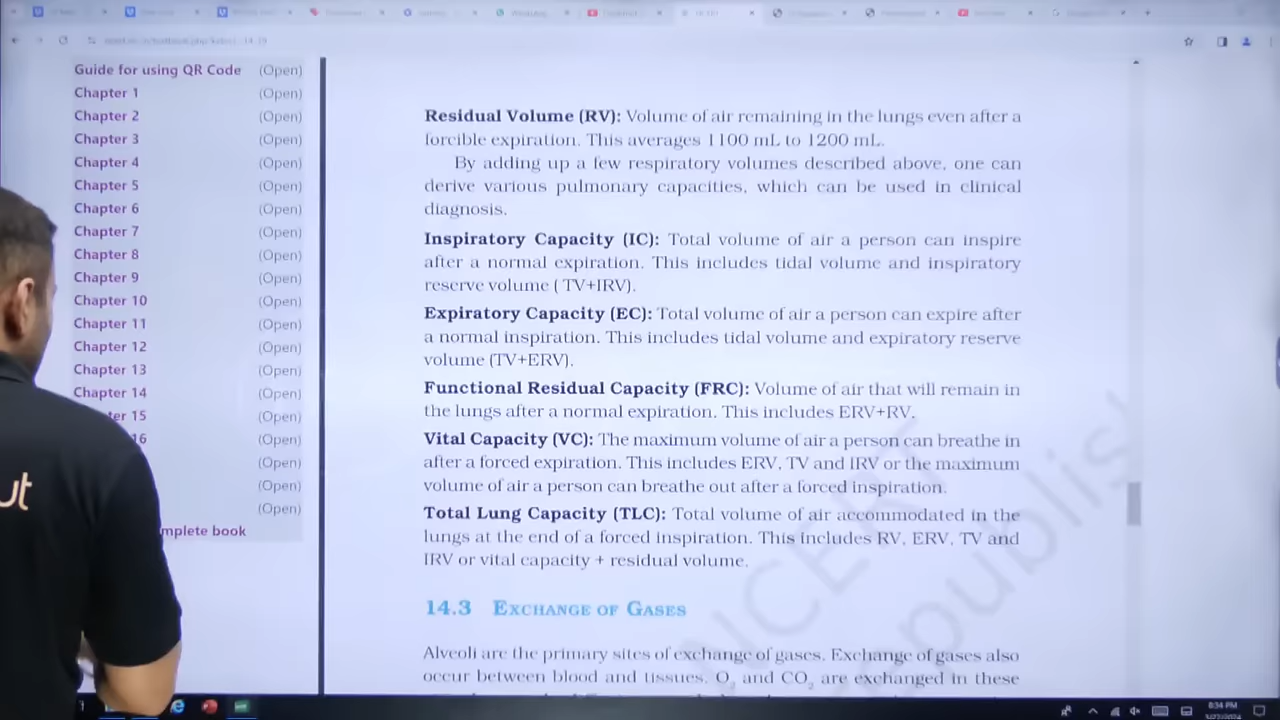 Guide for using QR Code (Open)
Chapter 1 (Open)
Chapter 2 (Open)
Chapter 3 (Open)
Chapter 4 (Open)
Chapter 5 (Open)
Chapter 6 (Open)
Chapter 7 (Open)
Chapter 8 (Open)
Chapter 9 (Open)
Chapter 10 (Open)
Chapter 11 (Open)
Chapter 12 (Open)
Chapter 13 (Open)
Chapter 14 (Open)
ter 15 (Open)
16 (Open)
(Open)
(Open)
(Open)
mplete book
ut
Residual Volume (RV): Volume of air remaining in the lungs even after a
forcible expiration. This averages 1100 mL to 1200 mL.
By adding up a few respiratory volumes described above, one can
derive various pulmonary capacities, which can be used in clinical
diagnosis.
Inspiratory Capacity (IC): Total volume of air a person can inspire
after a normal expiration. This includes tidal volume and inspiratory
reserve volume ( TV+IRV).
Expiratory Capacity (EC): Total volume of air a person can expire after
a normal inspiration. This includes tidal volume and expiratory reserve
volume (TV+ERV).
Functional Residual Capacity (FRC): Volume of air that will remain in
the lungs after a normal expiration. This includes ERV+RV.
Vital Capacity (VC): The maximum volume of air a person can breathe in
after a forced expiration. This includes ERV, TV and IRV or the maximum
volume of air a person can breathe out after a forced inspiration.
Total Lung Capacity (TLC): Total volume of air accommodated in the
lungs at the end of a forced inspiration. This includes RV, ERV, TV and
IRV or vital capacity + residual volume.
14.3 EXCHANGE OF GASES
Alveoli are the primary sites of exchange of gases. Exchange of gases also
occur between blood and tissues. O₂ and CO₂ are exchanged in these
NCERT
publis
8:34 PM